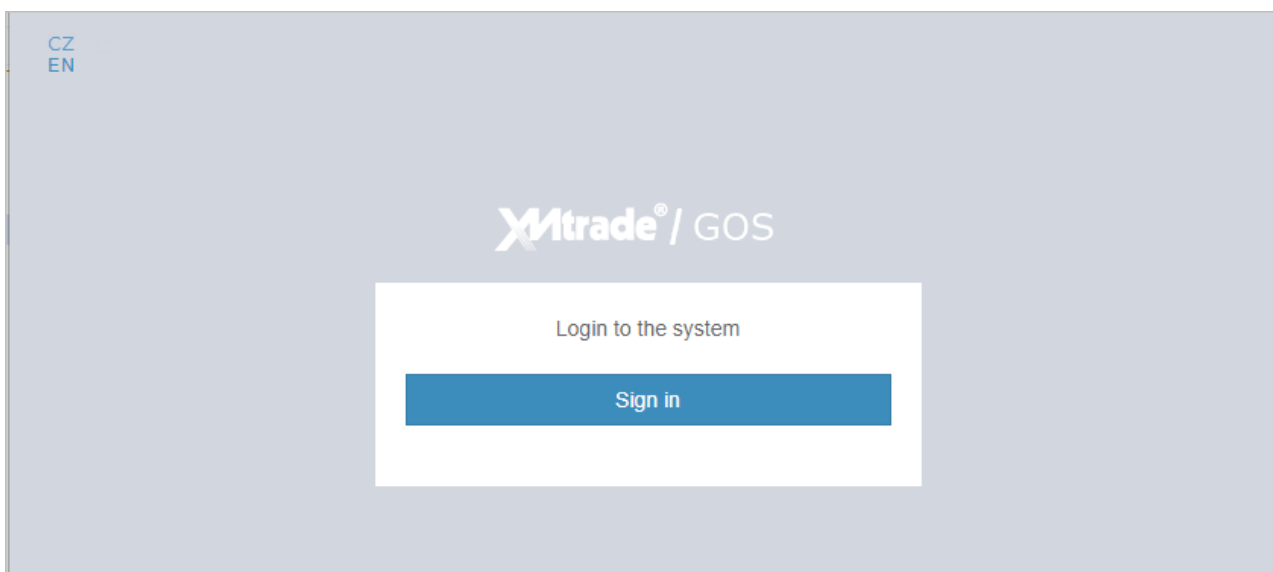 CZ
EN
XMtrade®/ GOS
Login to the system
Sign in